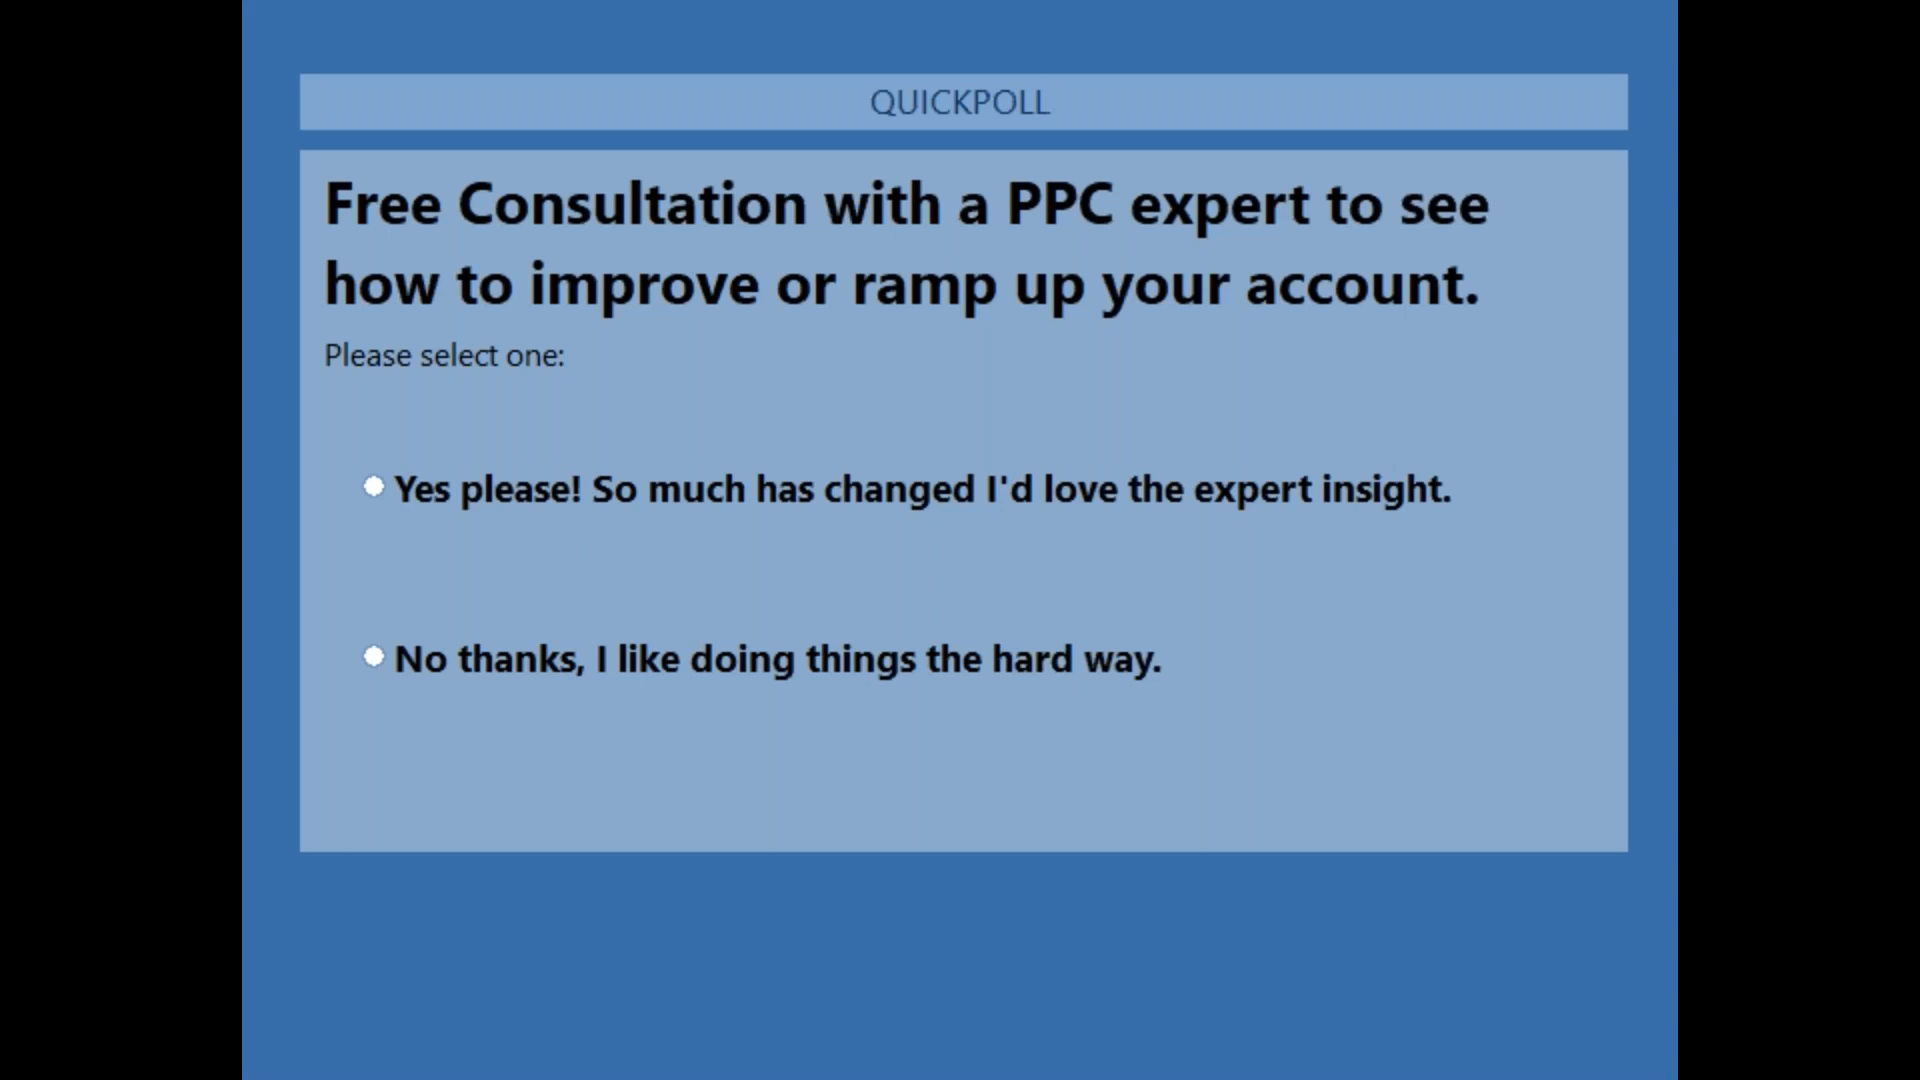 QUICKPOLL
Free Consultation with a PPC expert to see
how to improve or ramp up your account.
Please select one:
Yes please! So much has changed I'd love the expert insight.
No thanks, I like doing things the hard way.